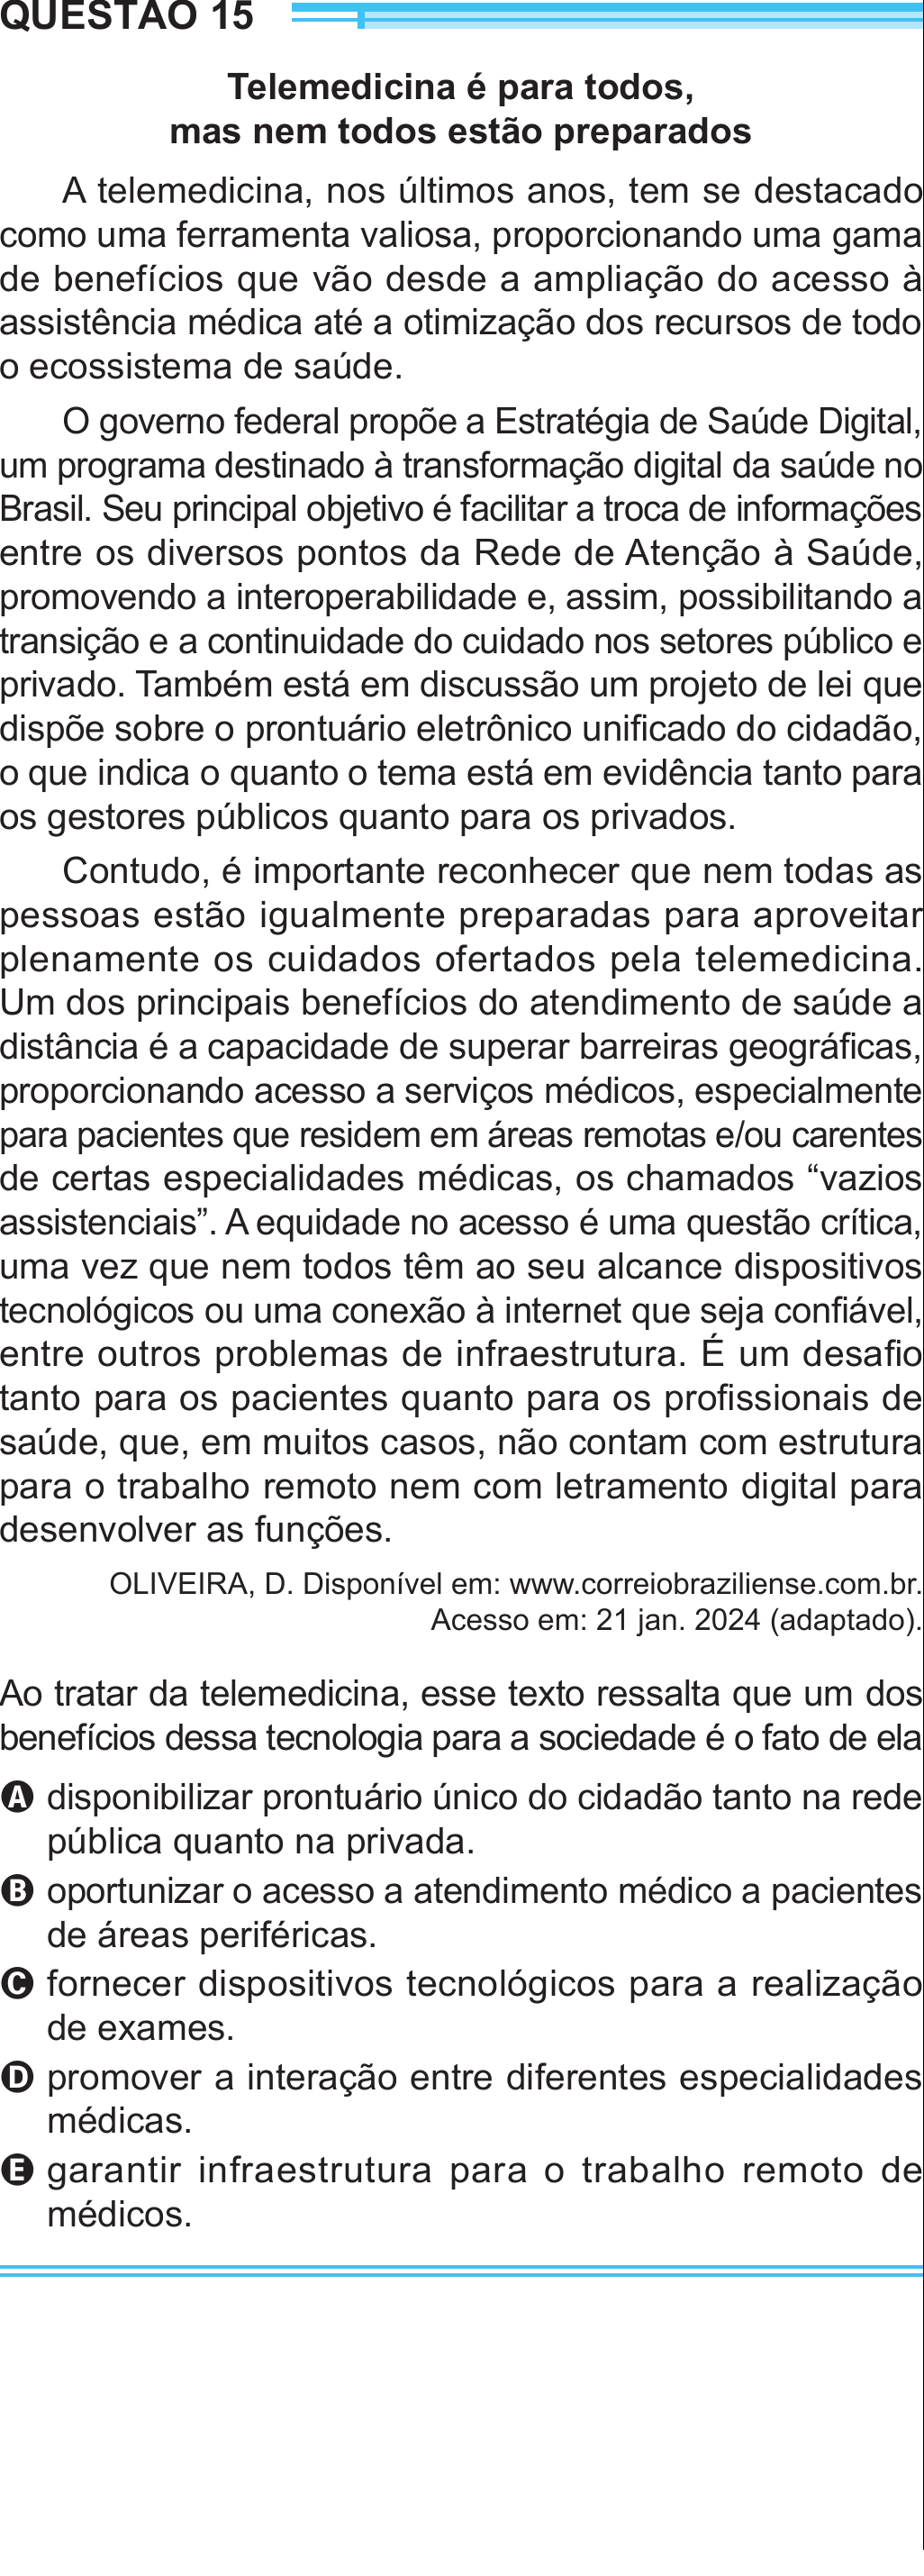 QUESTÃO 15
Telemedicina é para todos,
mas nem todos estão preparados
A telemedicina, nos últimos anos, tem se destacado
como uma ferramenta valiosa, proporcionando uma gama
de benefícios que vão desde a ampliação do acesso à
assistência médica até a otimização dos recursos de todo
o ecossistema de saúde.
O governo federal propõe a Estratégia de Saúde Digital,
um programa destinado à transformação digital da saúde no
Brasil. Seu principal objetivo é facilitar a troca de informações
entre os diversos pontos da Rede de Atenção à Saúde,
promovendo a interoperabilidade e, assim, possibilitando a
transição e a continuidade do cuidado nos setores público e
privado. Também está em discussão um projeto de lei que
dispõe sobre o prontuário eletrônico unificado do cidadão,
o que indica o quanto o tema está em evidência tanto para
os gestores públicos quanto para os privados.
Contudo, é importante reconhecer que nem todas as
pessoas estão igualmente preparadas para aproveitar
plenamente os cuidados ofertados pela telemedicina.
Um dos principais benefícios do atendimento de saúde a
distância é a capacidade de superar barreiras geográficas,
proporcionando acesso a serviços médicos, especialmente
para pacientes que residem em áreas remotas e/ou carentes
de certas especialidades médicas, os chamados “vazios
assistenciais”. A equidade no acesso é uma questão crítica,
uma vez que nem todos têm ao seu alcance dispositivos
tecnológicos ou uma conexão à internet que seja confiável,
entre outros problemas de infraestrutura. É um desafio
tanto para os pacientes quanto para os profissionais de
saúde, que, em muitos casos, não contam com estrutura
para o trabalho remoto nem com letramento digital para
desenvolver as funções.
OLIVEIRA, D. Disponível em: www.correiobraziliense.com.br.
Acesso em: 21 jan. 2024 (adaptado).
Ao tratar da telemedicina, esse texto ressalta que um dos
benefícios dessa tecnologia para a sociedade é o fato de ela
A disponibilizar prontuário único do cidadão tanto na rede
pública quanto na privada.
B oportunizar o acesso a atendimento médico a pacientes
de áreas periféricas.
C fornecer dispositivos tecnológicos para a realização
de exames.
D promover a interação entre diferentes especialidades
médicas.
E garantir infraestrutura para o trabalho remoto de
médicos.